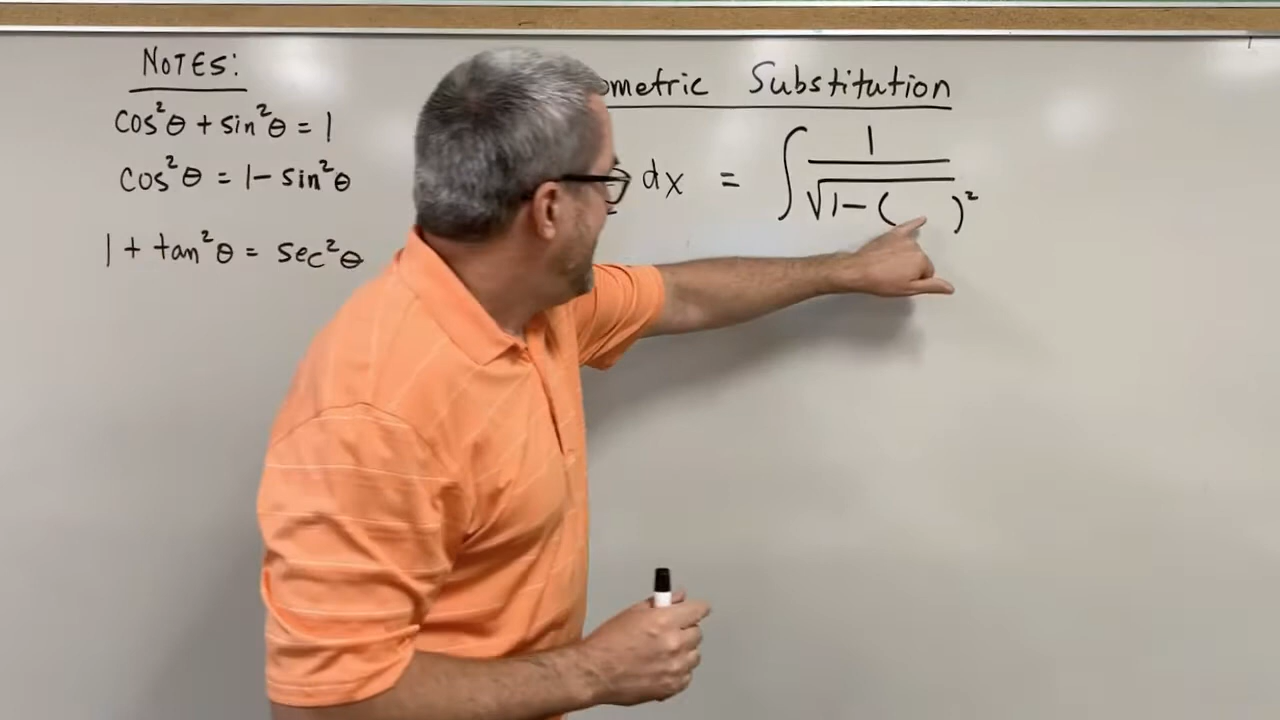 NOTES:
cos²θ + sin²θ = 1
cos²θ = 1 - sin²θ
1 + tan²θ = sec²θ
ometric Substitution
dx = ∫ 1 / √1-( )²